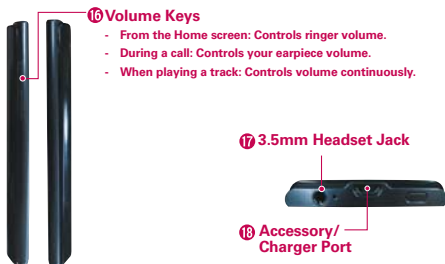 16 Volume Keys
- From the Home screen: Controls ringer volume.
- During a call: Controls your earpiece volume.
- When playing a track: Controls volume continuously.
17 3.5mm Headset Jack
18 Accessory/
Charger Port